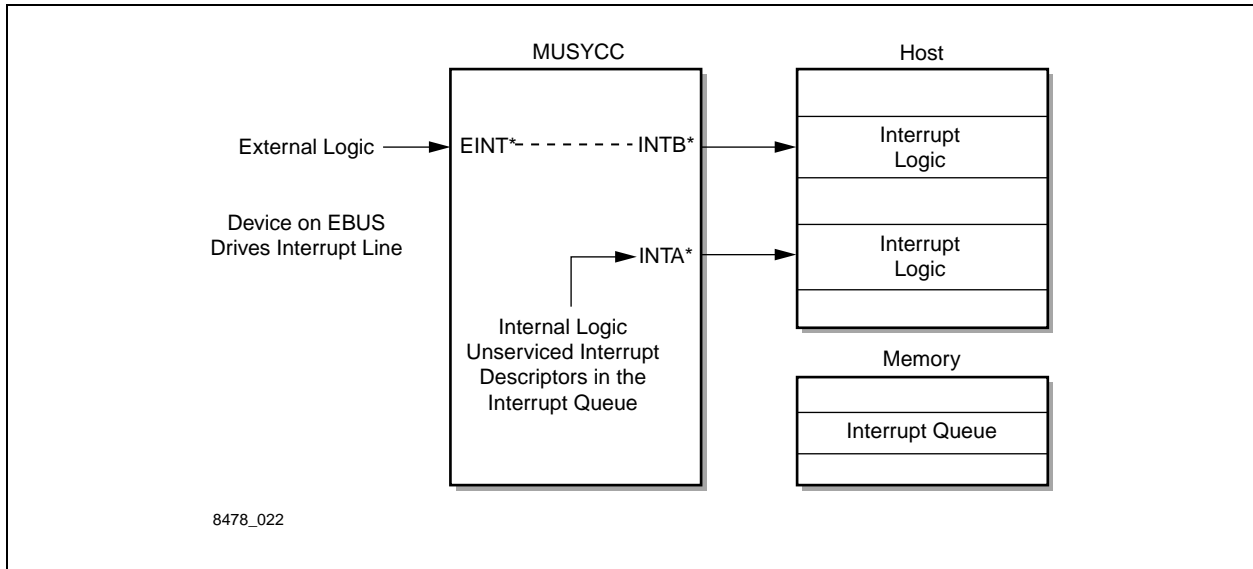 MUSYCC
Host
External Logic
EINT*
INTB*
Interrupt
Logic
Device on EBUS
Drives Interrupt Line
INTA*
Interrupt
Logic
Internal Logic
Unserviced Interrupt
Descriptors in the
Interrupt Queue
Memory
Interrupt Queue
8478_022